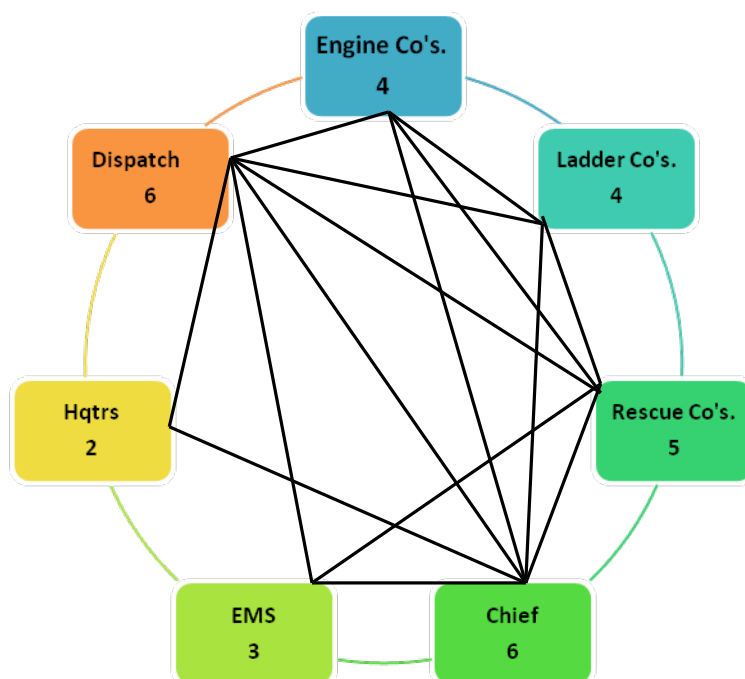 Engine Co's.
4
Ladder Co's.
4
Rescue Co's.
5
Chief
6
EMS
3
Hqtrs
2
Dispatch
6